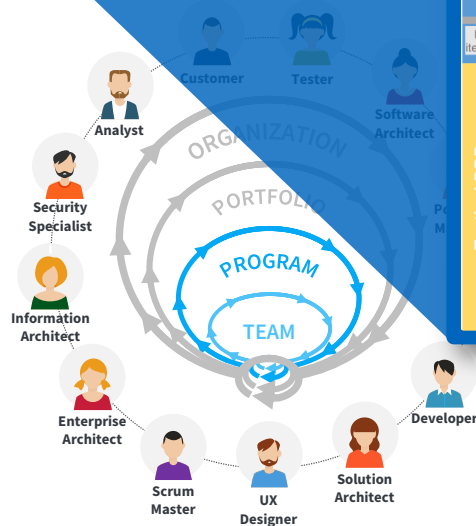 Customer
Tester
Software
Architect
Analyst
ORGANIZATION
Security
Specialist
PORTFOLIO
PROGRAM
Information
Architect
TEAM
Enterprise
Architect
Developer
Scrum
Master
UX
Designer
Solution
Architect